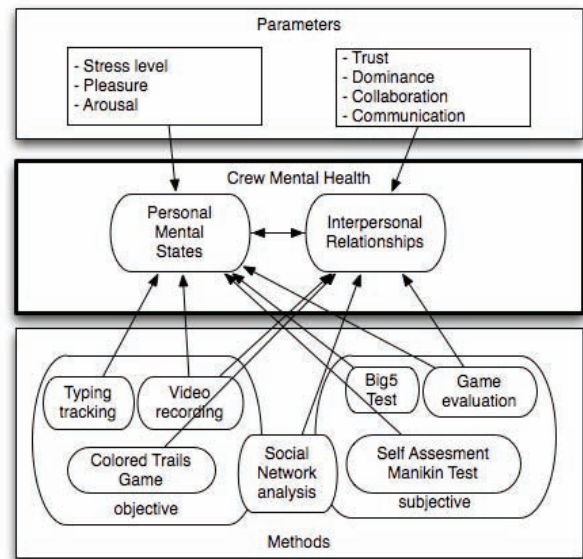 Parameters
- Stress level
- Pleasure
- Arousal
- Trust
- Dominance
- Collaboration
- Communication
Crew Mental Health
Personal
Mental
States
Interpersonal
Relationships
Typing
tracking
Video
recording
Big5
Test
Game
evaluation
Colored Trails
Game
Social
Network
analysis
Self Assesment
Manikin Test
objective
subjective
Methods